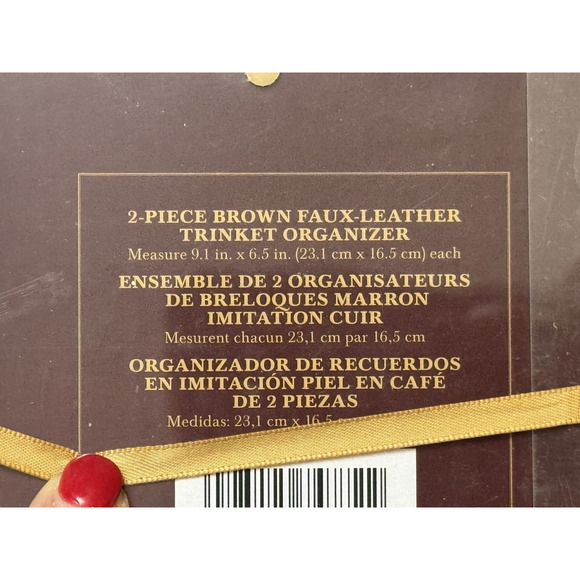 2-PIECE BROWN FAUX-LEATHER
TRINKET ORGANIZER
Measure 9.1 in. x 6.5 in. (23.1 cm x 16.5 cm) each
ENSEMBLE DE 2 ORGANISATEURS
DE BRELOQUES MARRON
IMITATION CUIR
Mesurent chacun 23,1 cm par 16,5 cm
ORGANIZADOR DE RECUERDOS
EN IMITACIÓN PIEL EN CAFÉ
DE 2 PIEZAS
Medidas: 23,1 cm x 16,5